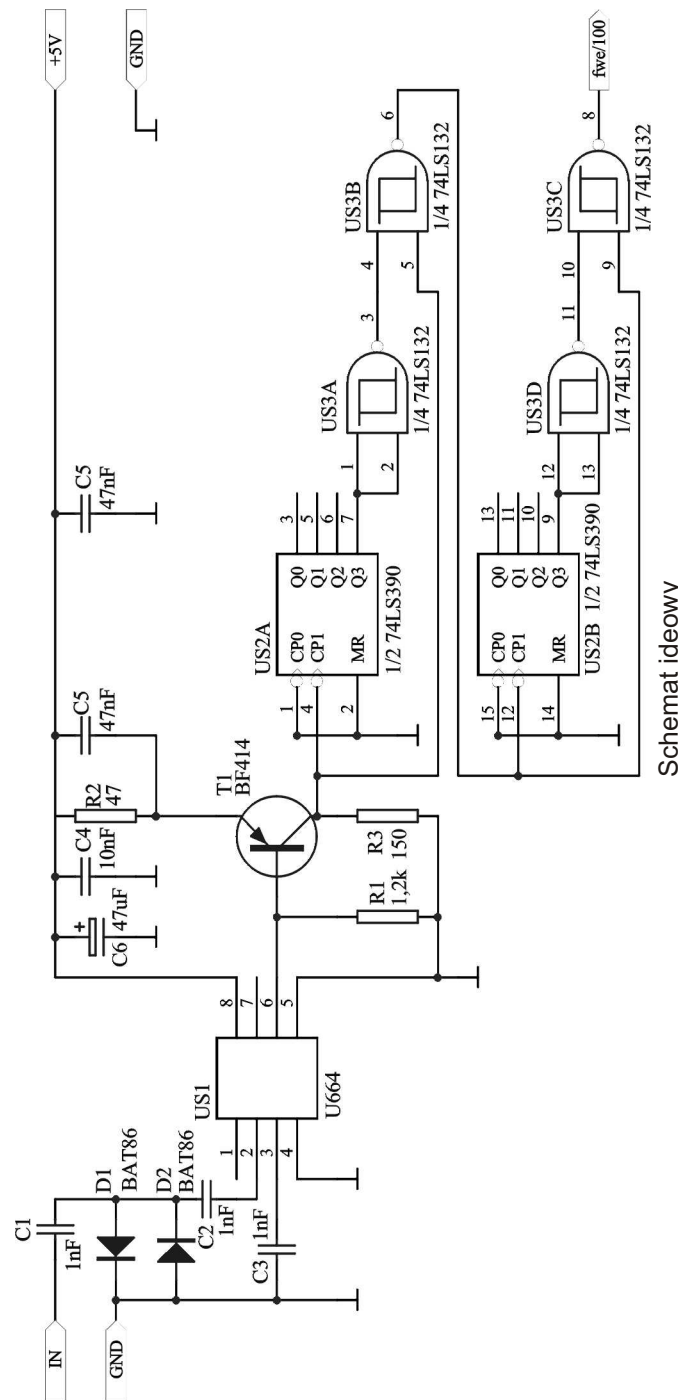 +5V
GND
fwe/100
C5
47nF
C5
47nF
R2
47
C4
10nF
+
47uF
C6
T1
BF414
R3
150
R1
1,2k
US1
U664
8
7
6
5
1
2
3
4
D1
BAT86
D2
BAT86
C1
1nF
C2
1nF
C3
1nF
IN
GND
US2A
CP0
CP1
MR
Q0
Q1
Q2
Q3
1
4
2
3
5
6
7
1/2 74LS390
US3A
1
2
3
1/4 74LS132
US3B
4
5
6
1/4 74LS132
CP0
CP1
MR
Q0
Q1
Q2
Q3
15
12
14
13
11
10
9
US2B 1/2 74LS390
US3D
12
13
11
1/4 74LS132
US3C
10
9
8
1/4 74LS132
Schemat ideowy